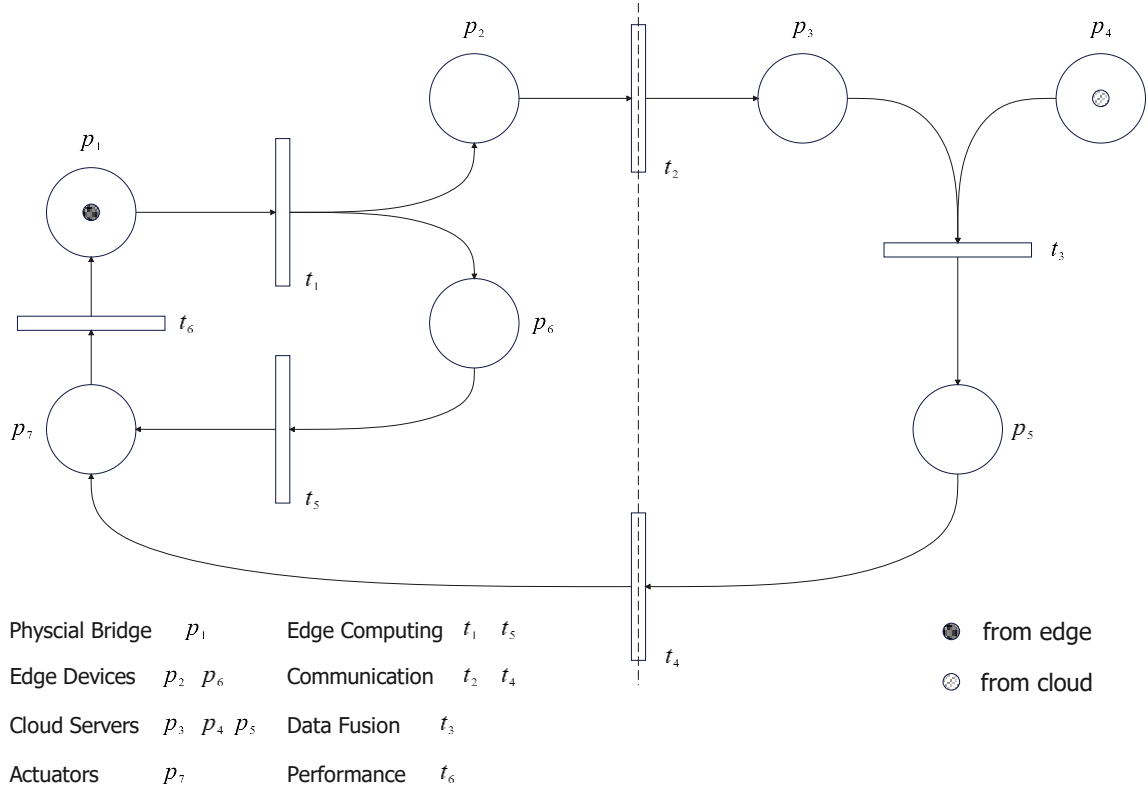 p₂
p₃
p₄
p₁
t₂
t₁
t₃
t₆
p₆
p₇
p₅
t₅
t₄
Physcial Bridge p₁
Edge Computing t₁ t₅
from edge
Edge Devices p₂ p₆
Communication t₂ t₄
from cloud
Cloud Servers p₃ p₄ p₅
Data Fusion t₃
Actuators p₇
Performance t₆